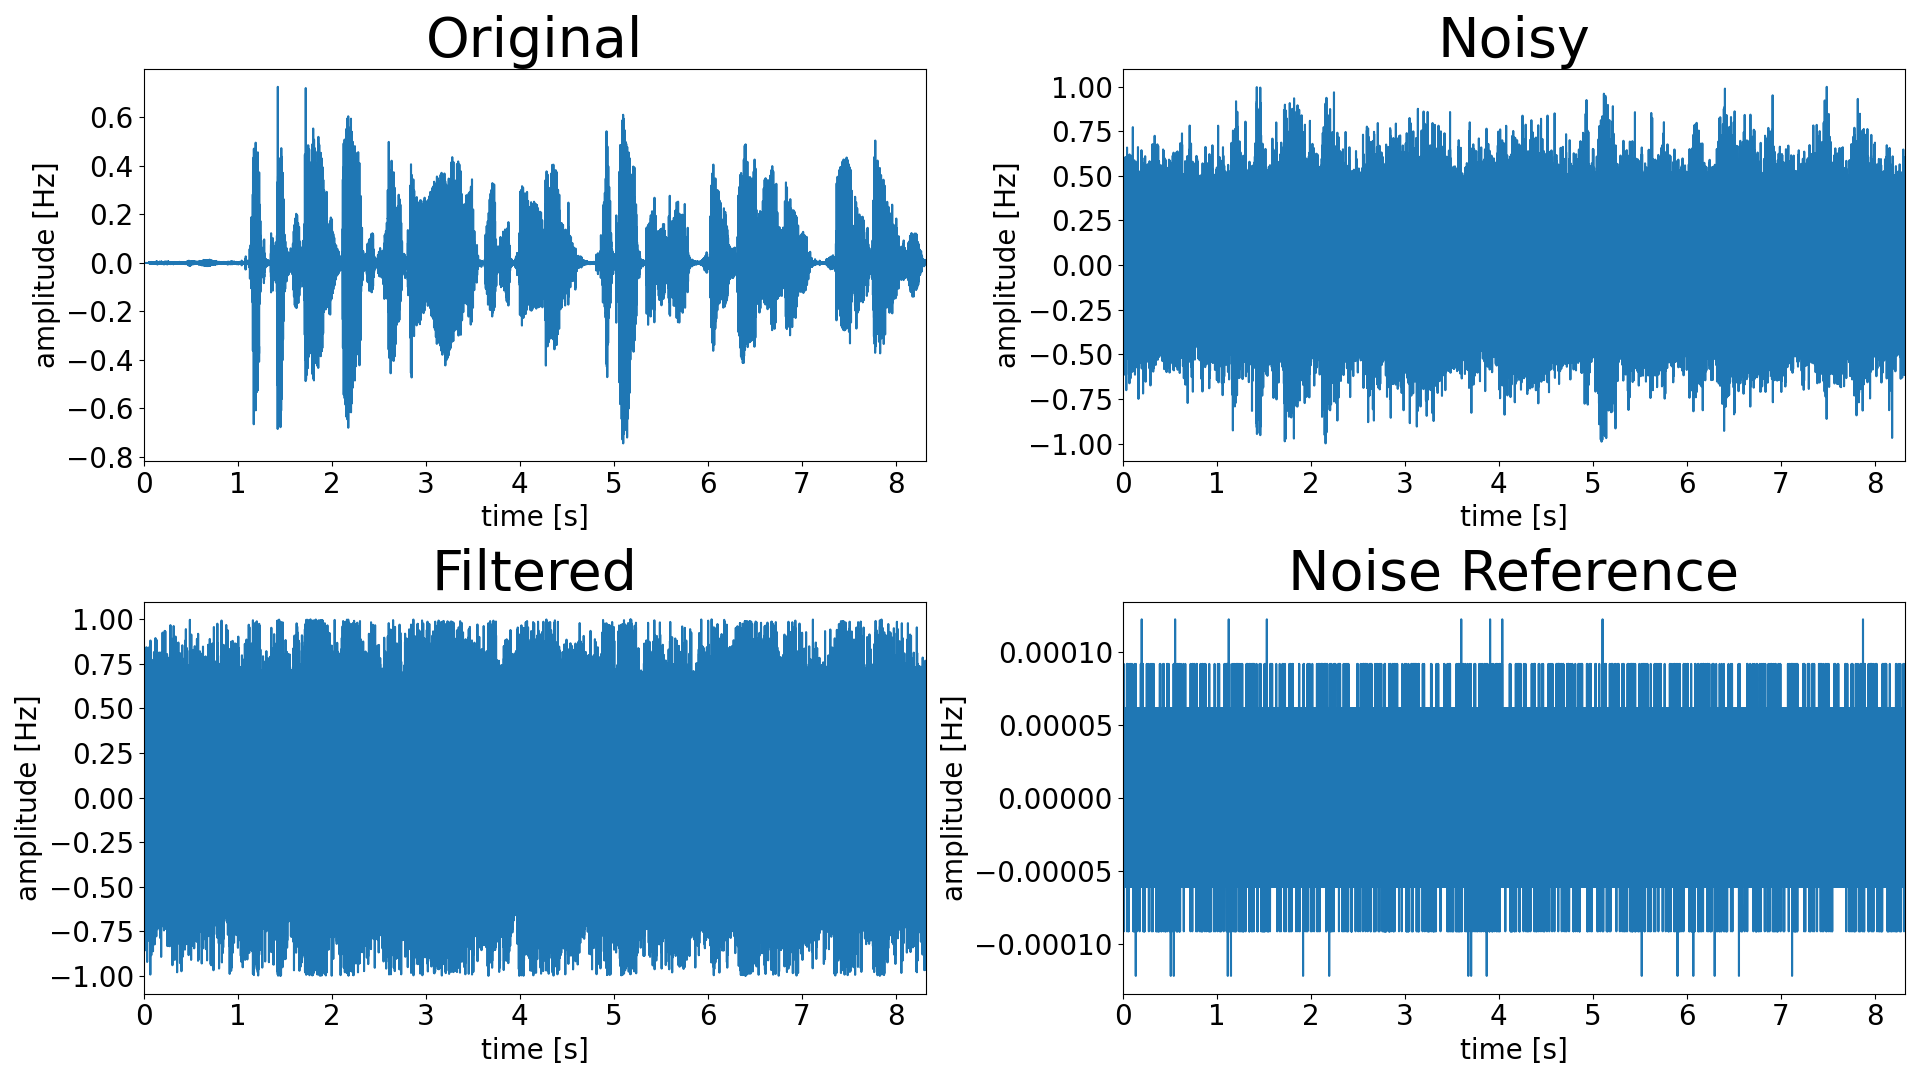 Original
amplitude [Hz]
0.6
0.4
0.2
0.0
−0.2
−0.4
−0.6
−0.8
0 1 2 3 4 5 6 7 8
time [s]
Noisy
amplitude [Hz]
1.00
0.75
0.50
0.25
0.00
−0.25
−0.50
−0.75
−1.00
0 1 2 3 4 5 6 7 8
time [s]
Filtered
amplitude [Hz]
1.00
0.75
0.50
0.25
0.00
−0.25
−0.50
−0.75
−1.00
0 1 2 3 4 5 6 7 8
time [s]
Noise Reference
amplitude [Hz]
0.00010
0.00005
0.00000
−0.00005
−0.00010
0 1 2 3 4 5 6 7 8
time [s]